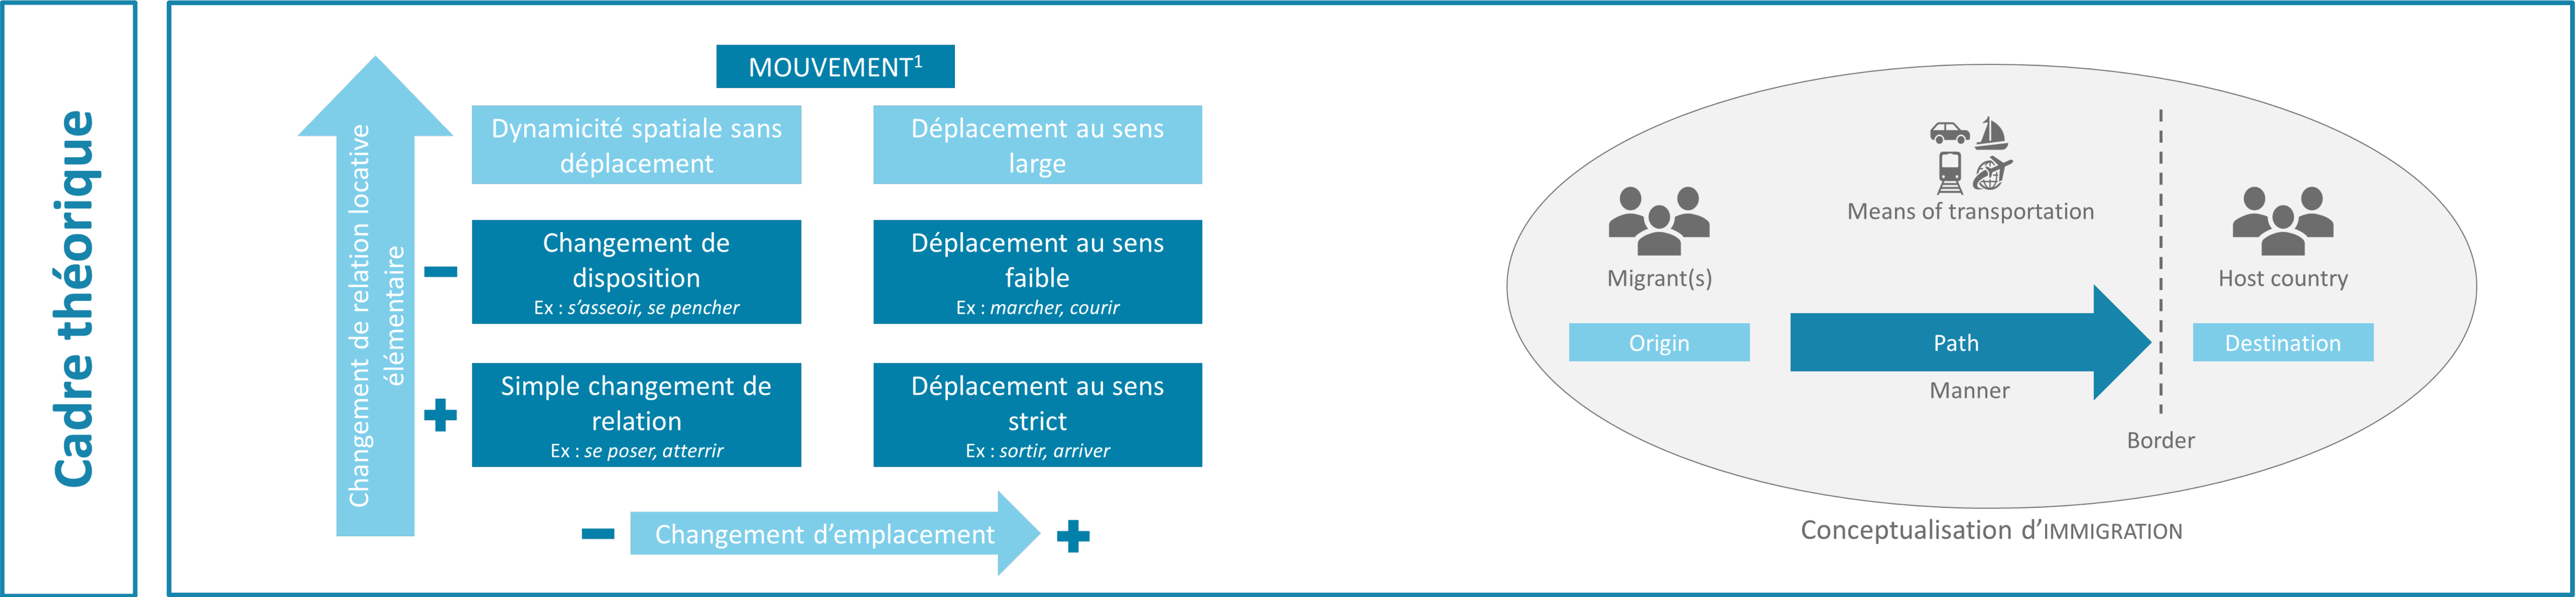 Cadre théorique
MOUVEMENT¹
Changement de relation locative
élémentaire
Dynamicité spatiale sans
déplacement
Déplacement au sens
large
Changement de
disposition
Ex : s’asseoir, se pencher
Déplacement au sens
faible
Ex : marcher, courir
Simple changement de
relation
Ex : se poser, atterrir
Déplacement au sens
strict
Ex : sortir, arriver
Changement d’emplacement
Means of transportation
Migrant(s)
Host country
Origin
Path
Destination
Manner
Border
Conceptualisation d’IMMIGRATION